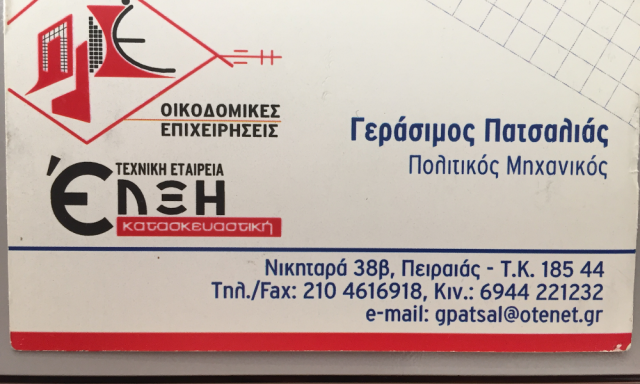 ΟΙΚΟΔΟΜΙΚΕΣ
ΕΠΙΧΕΙΡΗΣΕΙΣ
ΤΕΧΝΙΚΗ ΕΤΑΙΡΕΙΑ
Έλξη
κατασκευαστική
Γεράσιμος Πατσαλιάς
Πολιτικός Μηχανικός
Νικηταρά 38β, Πειραιάς - Τ.Κ. 185 44
Τηλ./Fax: 210 4616918, Κιν.: 6944 221232
e-mail: gpatsal@otenet.gr